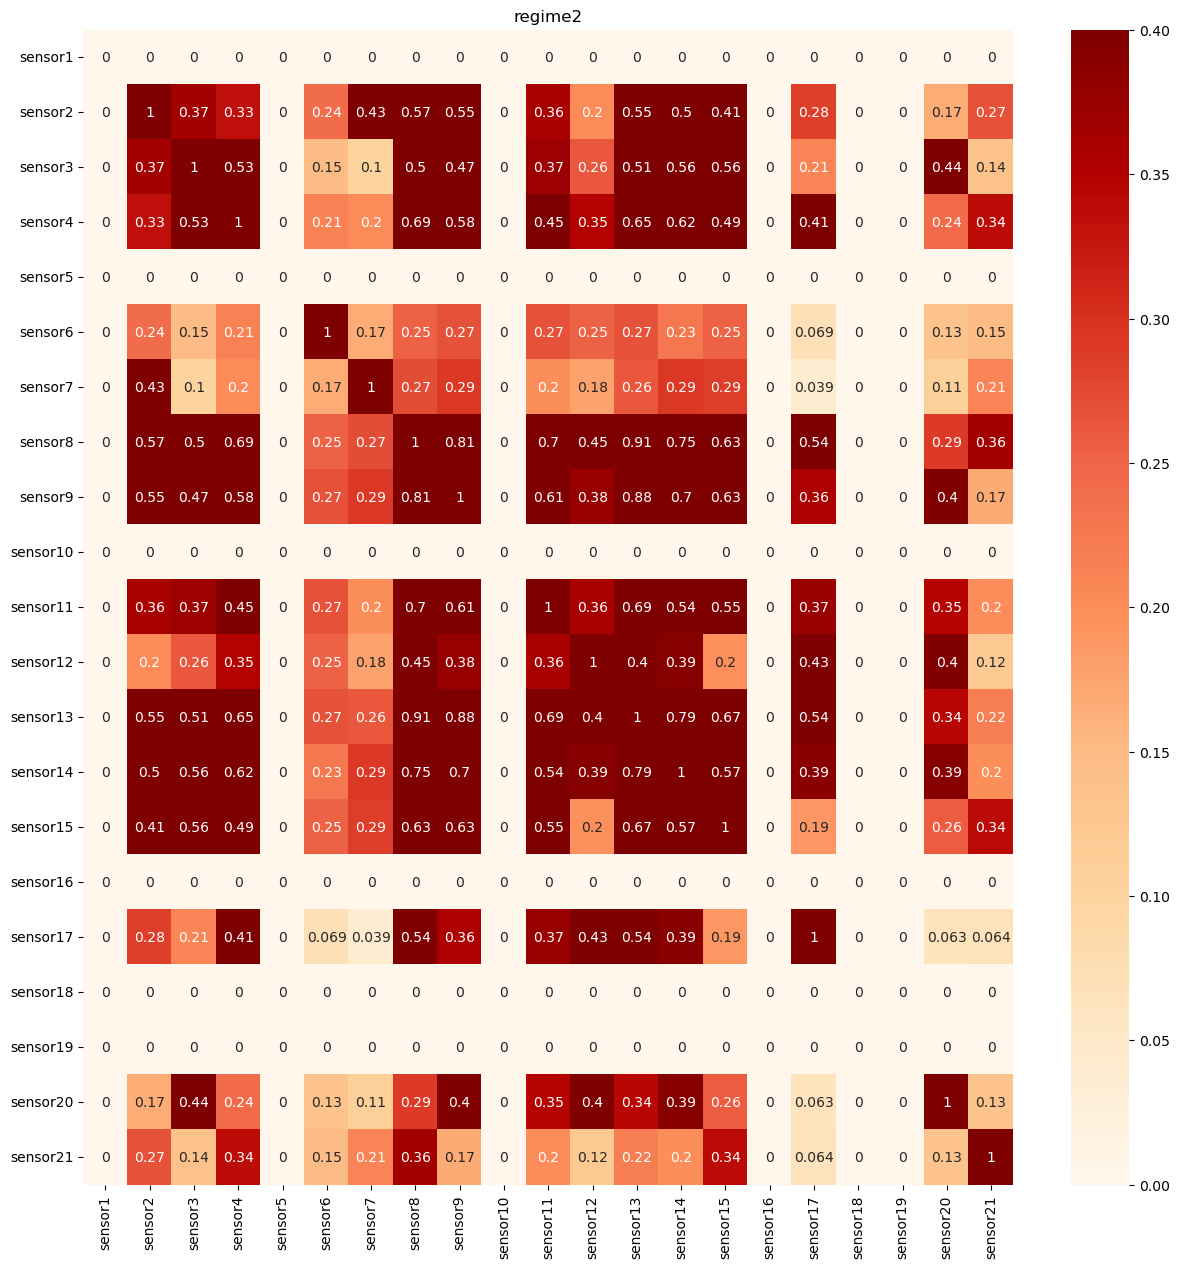 regime2
sensor1 0 0 0 0 0 0 0 0 0 0 0 0 0 0 0 0 0 0 0 0 0
sensor2 0 1 0.37 0.33 0 0.24 0.43 0.57 0.55 0 0.36 0.2 0.55 0.5 0.41 0 0.28 0 0 0.17 0.27
sensor3 0 0.37 1 0.53 0 0.15 0.1 0.5 0.47 0 0.37 0.26 0.51 0.56 0.56 0 0.21 0 0 0.44 0.14
sensor4 0 0.33 0.53 1 0 0.21 0.2 0.69 0.58 0 0.45 0.35 0.65 0.62 0.49 0 0.41 0 0 0.24 0.34
sensor5 0 0 0 0 0 0 0 0 0 0 0 0 0 0 0 0 0 0 0 0 0
sensor6 0 0.24 0.15 0.21 0 1 0.17 0.25 0.27 0 0.27 0.25 0.27 0.23 0.25 0 0.069 0 0 0.13 0.15
sensor7 0 0.43 0.1 0.2 0 0.17 1 0.27 0.29 0 0.2 0.18 0.26 0.29 0.29 0 0.039 0 0 0.11 0.21
sensor8 0 0.57 0.5 0.69 0 0.25 0.27 1 0.81 0 0.7 0.45 0.91 0.75 0.63 0 0.54 0 0 0.29 0.36
sensor9 0 0.55 0.47 0.58 0 0.27 0.29 0.81 1 0 0.61 0.38 0.88 0.7 0.63 0 0.36 0 0 0.4 0.17
sensor10 0 0 0 0 0 0 0 0 0 0 0 0 0 0 0 0 0 0 0 0 0
sensor11 0 0.36 0.37 0.45 0 0.27 0.2 0.7 0.61 0 1 0.36 0.69 0.54 0.55 0 0.37 0 0 0.35 0.2
sensor12 0 0.2 0.26 0.35 0 0.25 0.18 0.45 0.38 0 0.36 1 0.4 0.39 0.2 0 0.43 0 0 0.4 0.12
sensor13 0 0.55 0.51 0.65 0 0.27 0.26 0.91 0.88 0 0.69 0.4 1 0.79 0.67 0 0.54 0 0 0.34 0.22
sensor14 0 0.5 0.56 0.62 0 0.23 0.29 0.75 0.7 0 0.54 0.39 0.79 1 0.57 0 0.39 0 0 0.39 0.2
sensor15 0 0.41 0.56 0.49 0 0.25 0.29 0.63 0.63 0 0.55 0.2 0.67 0.57 1 0 0.19 0 0 0.26 0.34
sensor16 0 0 0 0 0 0 0 0 0 0 0 0 0 0 0 0 0 0 0 0 0
sensor17 0 0.28 0.21 0.41 0 0.069 0.039 0.54 0.36 0 0.37 0.43 0.54 0.39 0.19 0 1 0 0 0.063 0.064
sensor18 0 0 0 0 0 0 0 0 0 0 0 0 0 0 0 0 0 0 0 0 0
sensor19 0 0 0 0 0 0 0 0 0 0 0 0 0 0 0 0 0 0 0 0 0
sensor20 0 0.17 0.44 0.24 0 0.13 0.11 0.29 0.4 0 0.35 0.4 0.34 0.39 0.26 0 0.063 0 0 1 0.13
sensor21 0 0.27 0.14 0.34 0 0.15 0.21 0.36 0.17 0 0.2 0.12 0.22 0.2 0.34 0 0.064 0 0 0.13 1
sensor1 sensor2 sensor3 sensor4 sensor5 sensor6 sensor7 sensor8 sensor9 sensor10 sensor11 sensor12 sensor13 sensor14 sensor15 sensor16 sensor17 sensor18 sensor19 sensor20 sensor21
0.40
0.35
0.30
0.25
0.20
0.15
0.10
0.05
0.00